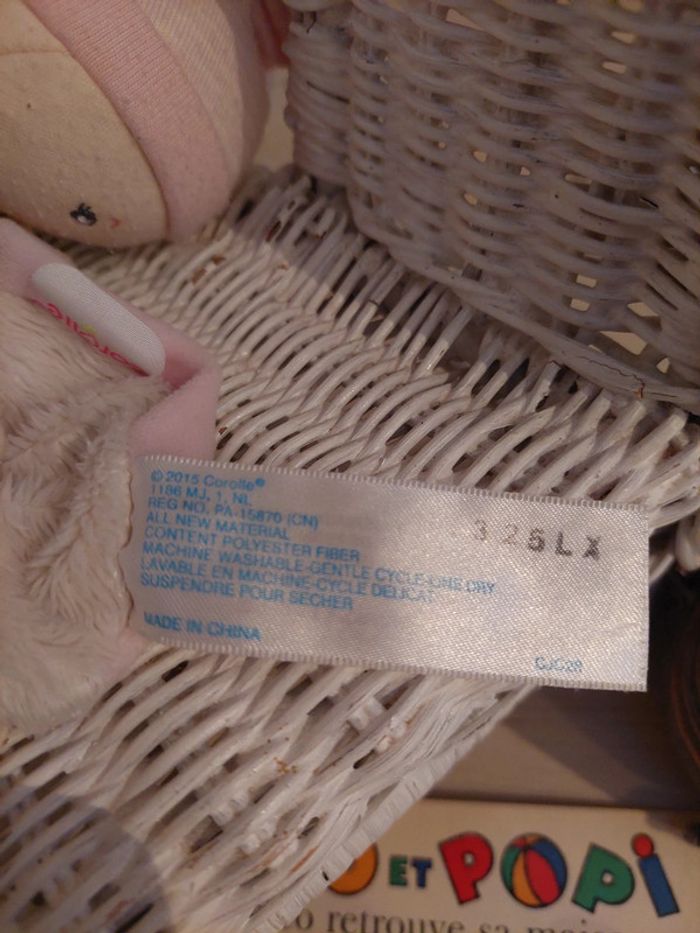 corolle
© 2015 Corolle®
1186 MJ, 1, NL
REG NO. PA-15870 (CN)
ALL NEW MATERIAL
CONTENT POLYESTER FIBER
MACHINE WASHABLE-GENTLE CYCLE-LINE DRY
LAVABLE EN MACHINE-CYCLE DELICAT
SUSPENDRE POUR SECHER
MADE IN CHINA
325LX
ET POPi
retrouve sa